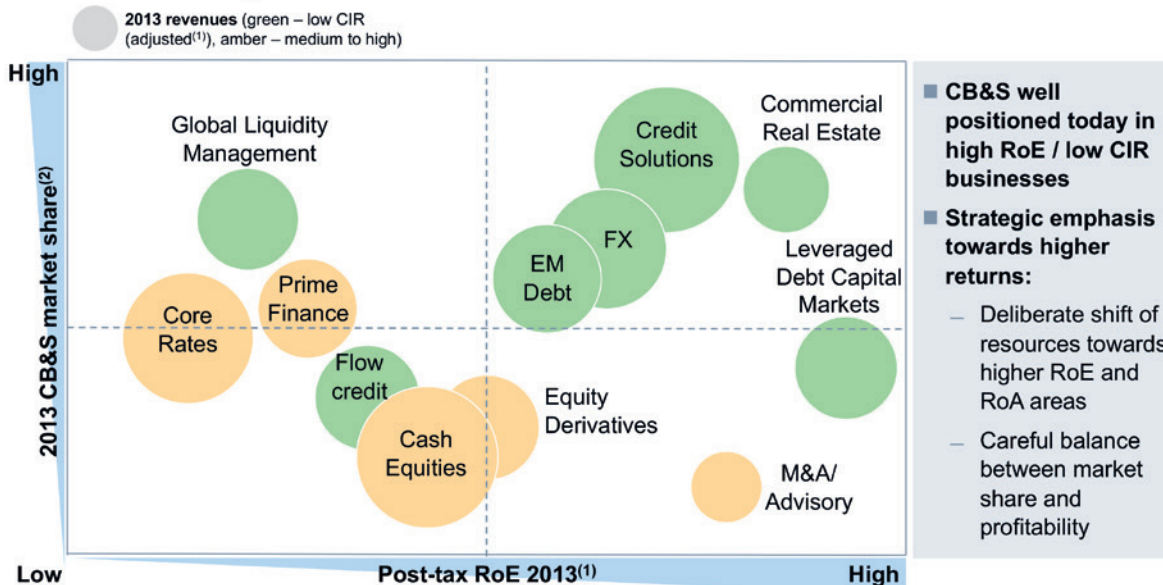 2013 revenues (green – low CIR
(adjusted(1)), amber – medium to high)
High
2013 CB&S market share(2)
Low
Post-tax RoE 2013(1)
High
Global Liquidity
Management
Credit
Solutions
Commercial
Real Estate
FX
EM
Debt
Leveraged
Debt Capital
Markets
Prime
Finance
Core
Rates
Flow
credit
Cash
Equities
Equity
Derivatives
M&A/
Advisory
CB&S well
positioned today in
high RoE / low CIR
businesses
Strategic emphasis
towards higher
returns:
– Deliberate shift of
resources towards
higher RoE and
RoA areas
– Careful balance
between market
share and
profitability